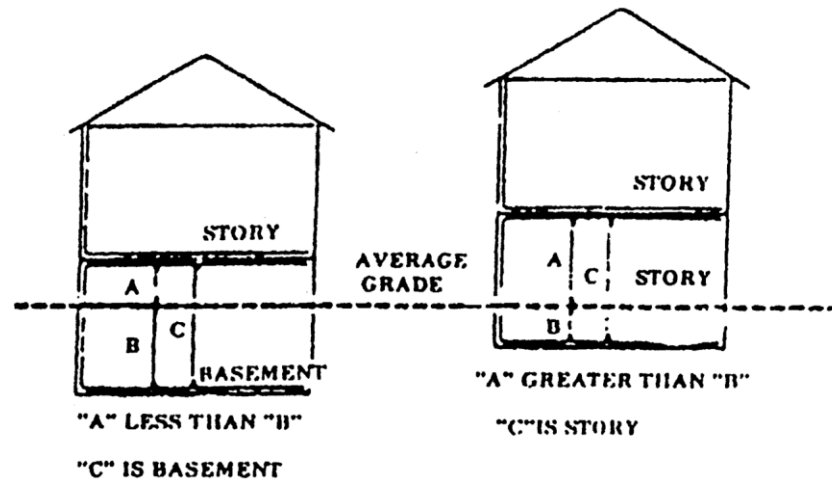 STORY
A
B
C
BASEMENT
"A" LESS THAN "B"
"C" IS BASEMENT
AVERAGE
GRADE
STORY
A
C
STORY
B
"A" GREATER THAN "B"
"C"IS STORY